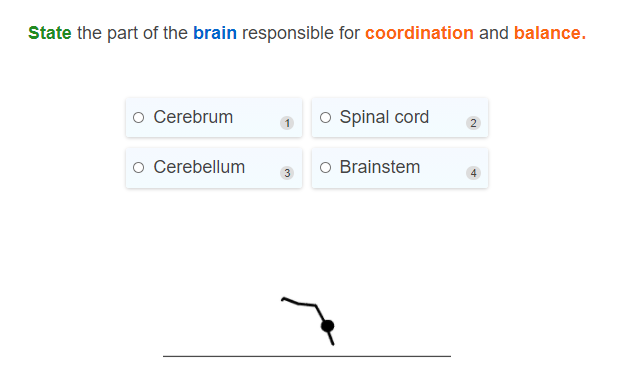 State the part of the brain responsible for coordination and balance.
Cerebrum 1 Spinal cord 2
Cerebellum 3 Brainstem 4